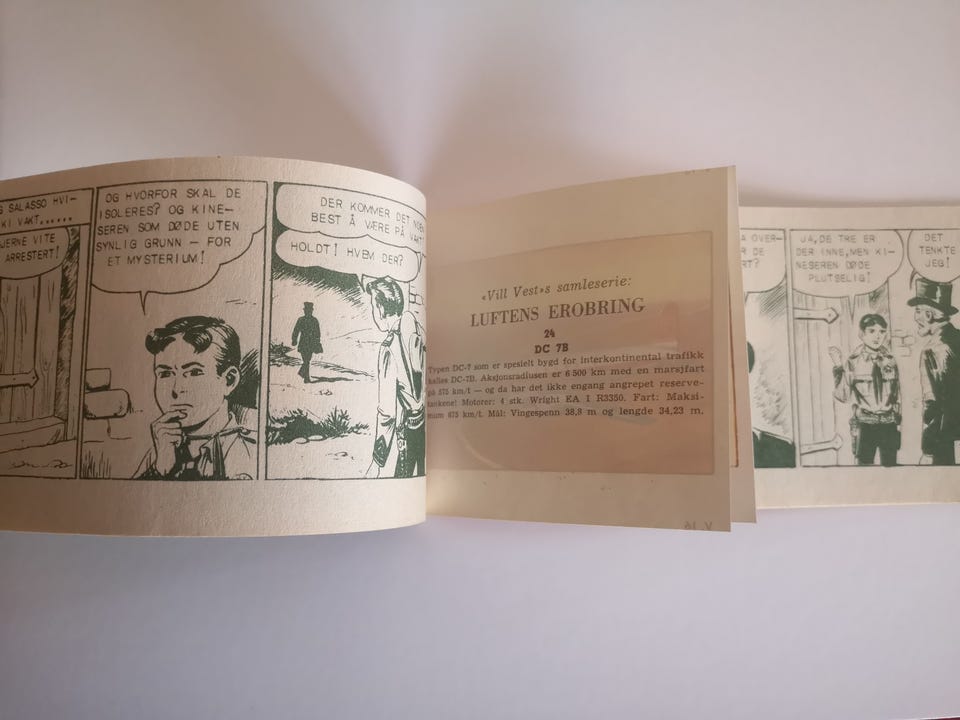 SALASSO HVI-
KI VAKT......
JERNE VITE
ARRESTERT!
OG HVORFOR SKAL DE
ISOLERES? OG KINE-
SEREN SOM DØDE UTEN
SYNLIG GRUNN - FOR
ET MYSTERIUM!
DER KOMMER DET NOEN
BEST Å VÆRE PÅ VAKT!
HOLDT! HVEM DER?
«Vill Vest»s samleserie:
LUFTENS EROBRING
24
DC 7B
Typen DC-7 som er spesielt bygd for interkontinental trafikk
kalles DC-7B. Aksjonsradiusen er 6 500 km med en marsjfart
på 575 km/t — og da har det ikke engang angrepet reserve-
tankene! Motorer: 4 stk. Wright EA 1 R3350. Fart: Maksi-
mum 675 km/t. Mål: Vingespenn 38,8 m og lengde 34,23 m.
V. 16
A OVER-
R DE
RT?
JA, DE TRE ER
DER INNE, MEN KI-
NESEREN DØDE
PLUTSELIG!
DET
TENKTE
JEG!